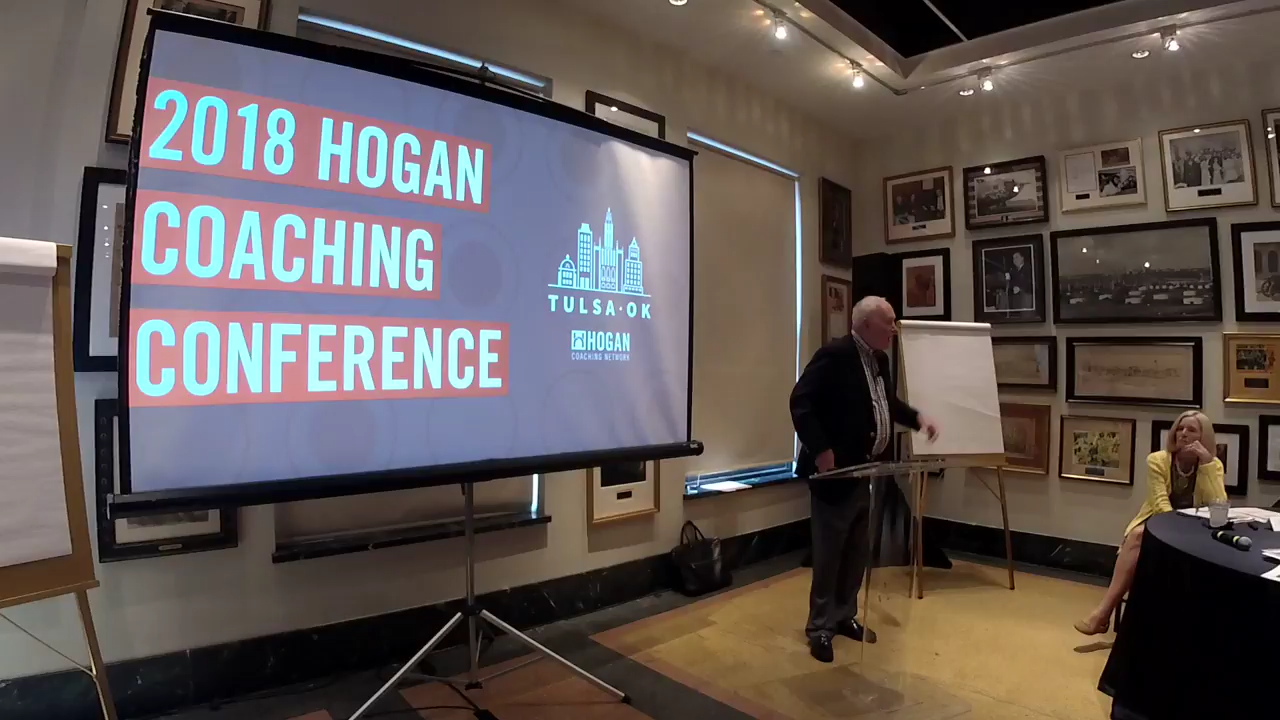 2018 HOGAN
COACHING
CONFERENCE
TULSA·OK
HOGAN
COACHING NETWORK